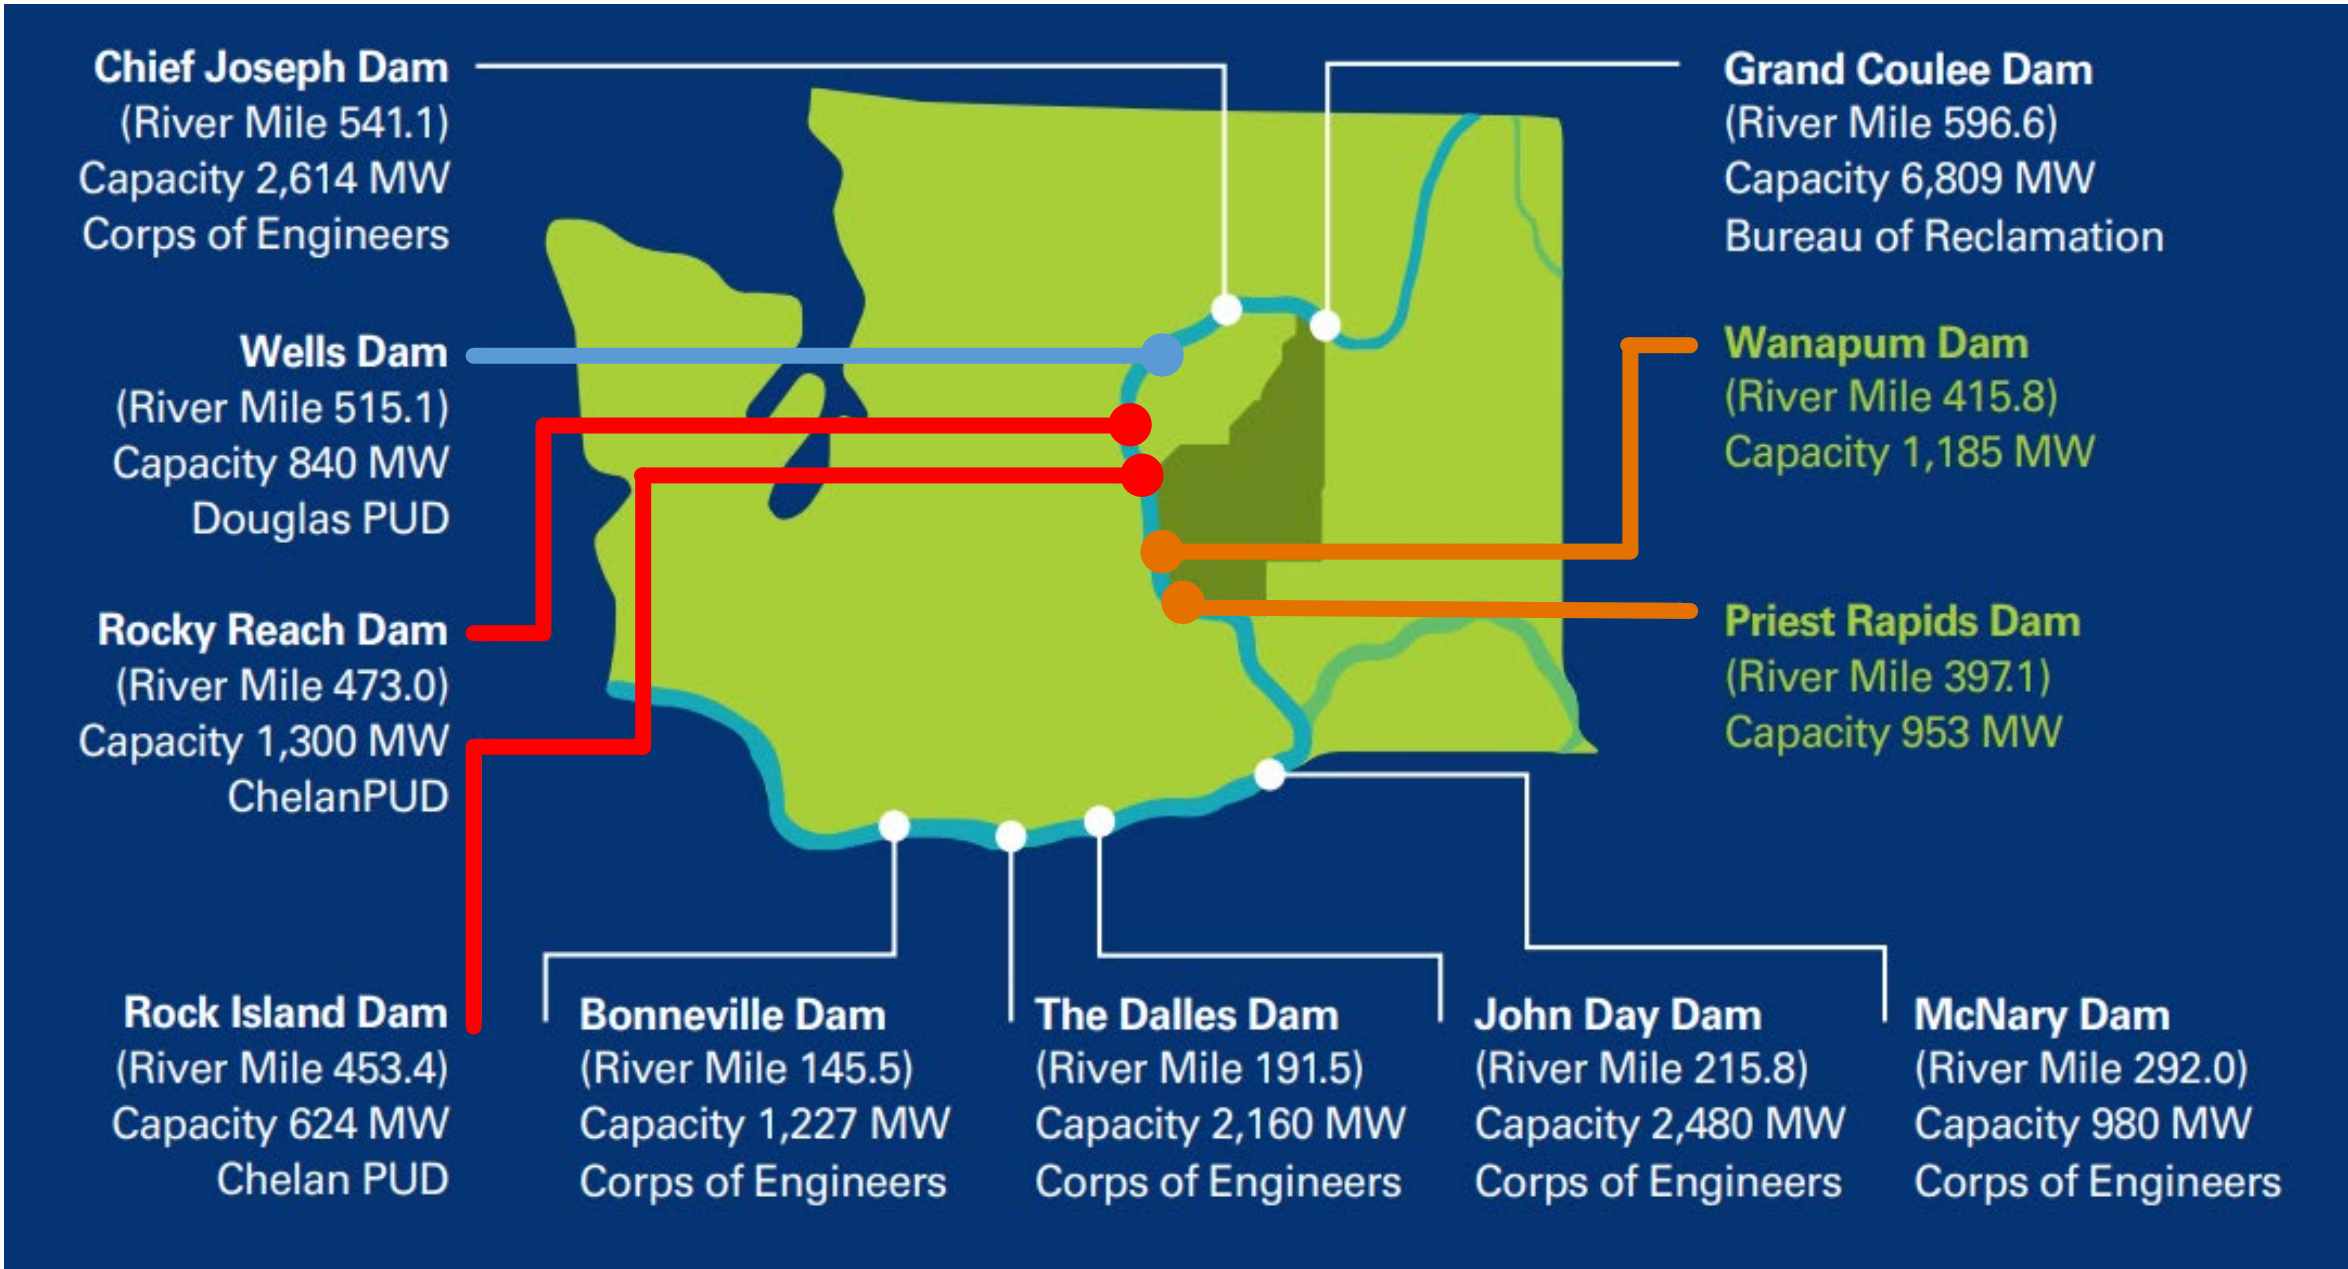 Chief Joseph Dam
(River Mile 541.1)
Capacity 2,614 MW
Corps of Engineers
Grand Coulee Dam
(River Mile 596.6)
Capacity 6,809 MW
Bureau of Reclamation
Wells Dam
(River Mile 515.1)
Capacity 840 MW
Douglas PUD
Wanapum Dam
(River Mile 415.8)
Capacity 1,185 MW
Rocky Reach Dam
(River Mile 473.0)
Capacity 1,300 MW
ChelanPUD
Priest Rapids Dam
(River Mile 397.1)
Capacity 953 MW
Rock Island Dam
(River Mile 453.4)
Capacity 624 MW
Chelan PUD
Bonneville Dam
(River Mile 145.5)
Capacity 1,227 MW
Corps of Engineers
The Dalles Dam
(River Mile 191.5)
Capacity 2,160 MW
Corps of Engineers
John Day Dam
(River Mile 215.8)
Capacity 2,480 MW
Corps of Engineers
McNary Dam
(River Mile 292.0)
Capacity 980 MW
Corps of Engineers